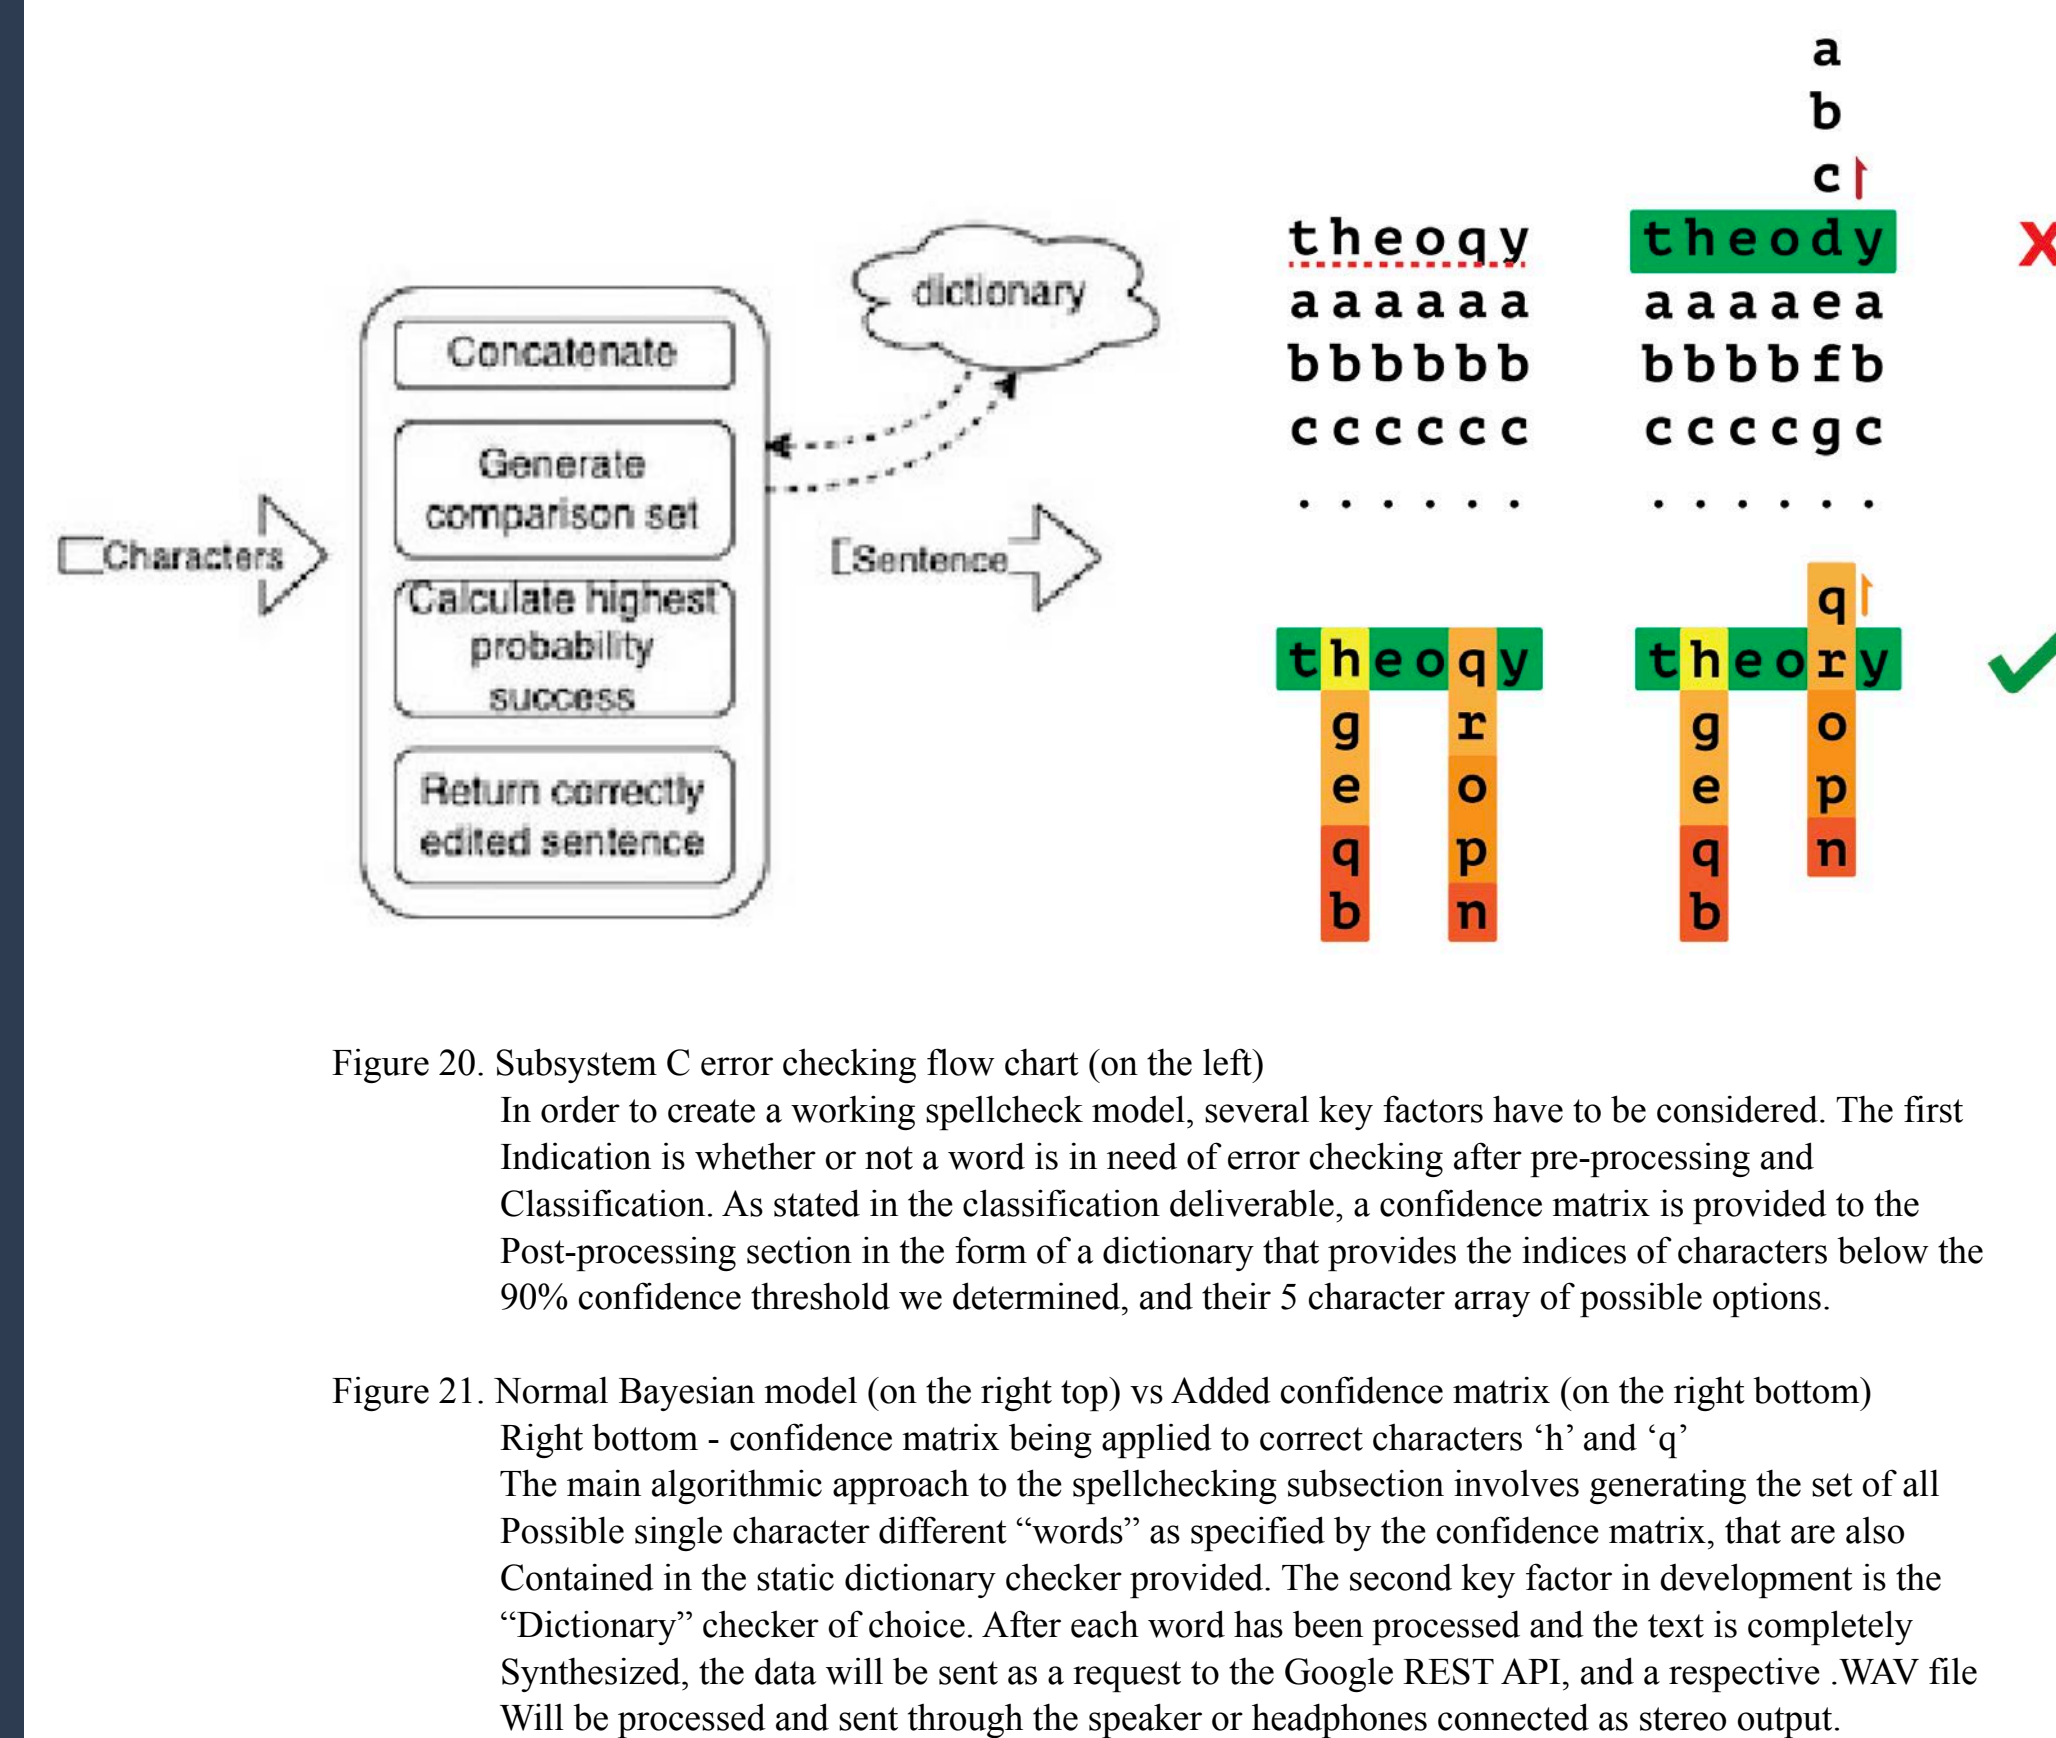 Characters
Concatenate
Generate
comparison set
Calculate highest
probability
success
Return correctly
edited sentence
dictionary
Sentence
theoqy
aaaaaa
bbbbbb
cccccc
......
a
b
c
theody
aaaaea
bbbbfb
ccccgc
......
X
theoqy
g r
e o
q p
b n
q
theory
g o
e p
q n
b
Figure 20. Subsystem C error checking flow chart (on the left)
In order to create a working spellcheck model, several key factors have to be considered. The first
Indication is whether or not a word is in need of error checking after pre-processing and
Classification. As stated in the classification deliverable, a confidence matrix is provided to the
Post-processing section in the form of a dictionary that provides the indices of characters below the
90% confidence threshold we determined, and their 5 character array of possible options.
Figure 21. Normal Bayesian model (on the right top) vs Added confidence matrix (on the right bottom)
Right bottom - confidence matrix being applied to correct characters ‘h’ and ‘q’
The main algorithmic approach to the spellchecking subsection involves generating the set of all
Possible single character different “words” as specified by the confidence matrix, that are also
Contained in the static dictionary checker provided. The second key factor in development is the
“Dictionary” checker of choice. After each word has been processed and the text is completely
Synthesized, the data will be sent as a request to the Google REST API, and a respective .WAV file
Will be processed and sent through the speaker or headphones connected as stereo output.